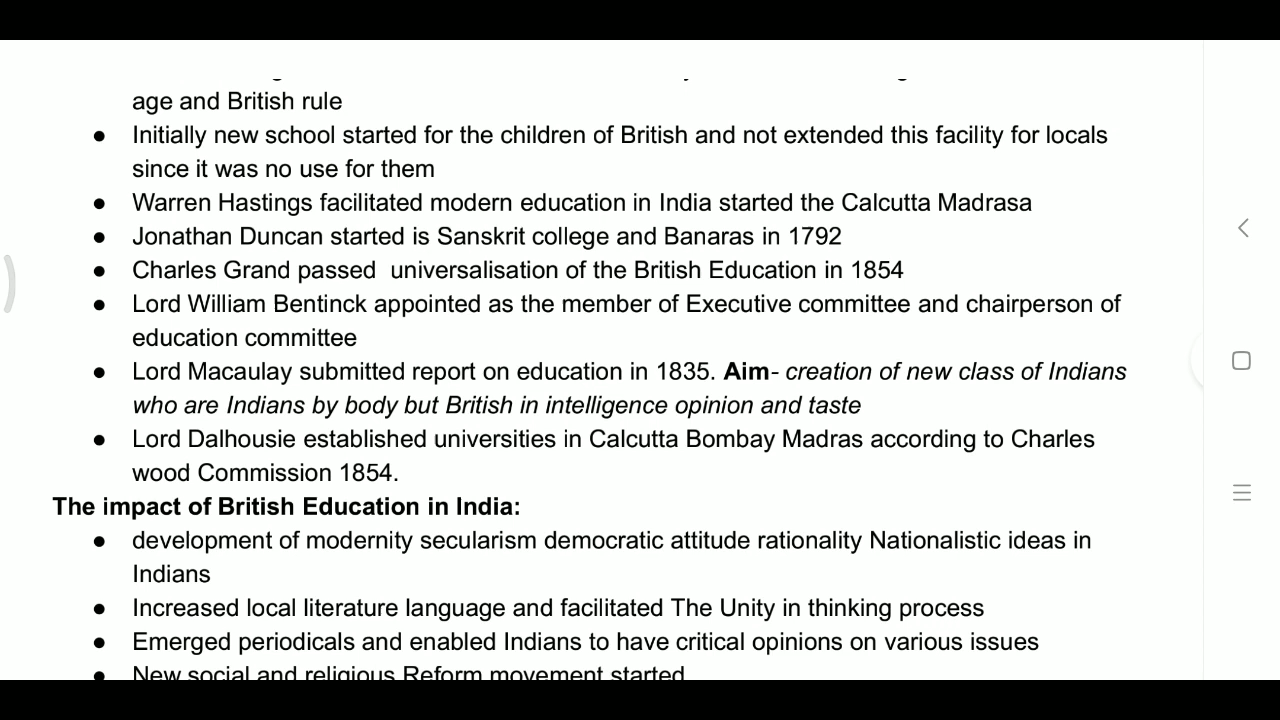 age and British rule
● Initially new school started for the children of British and not extended this facility for locals
since it was no use for them
● Warren Hastings facilitated modern education in India started the Calcutta Madrasa
● Jonathan Duncan started is Sanskrit college and Banaras in 1792
● Charles Grand passed  universalisation of the British Education in 1854
● Lord William Bentinck appointed as the member of Executive committee and chairperson of
education committee
● Lord Macaulay submitted report on education in 1835. Aim- creation of new class of Indians
who are Indians by body but British in intelligence opinion and taste
● Lord Dalhousie established universities in Calcutta Bombay Madras according to Charles
wood Commission 1854.
The impact of British Education in India:
● development of modernity secularism democratic attitude rationality Nationalistic ideas in
Indians
● Increased local literature language and facilitated The Unity in thinking process
● Emerged periodicals and enabled Indians to have critical opinions on various issues
● New social and religious Reform movement started